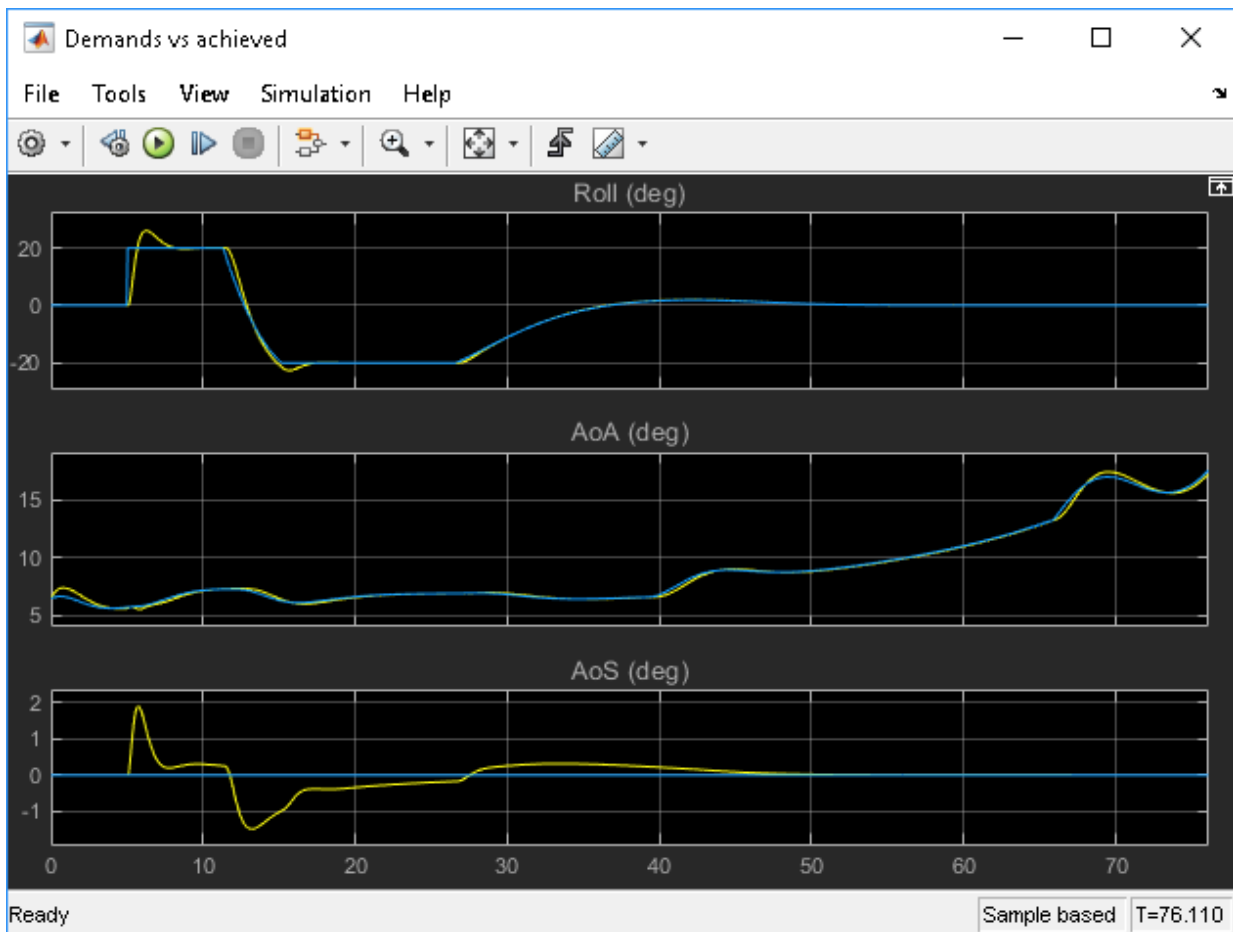 Demands vs achieved
File Tools View Simulation Help
Roll (deg)
20
0
-20
AoA (deg)
15
10
5
AoS (deg)
2
1
0
-1
0 10 20 30 40 50 60 70
Ready Sample based T=76.110